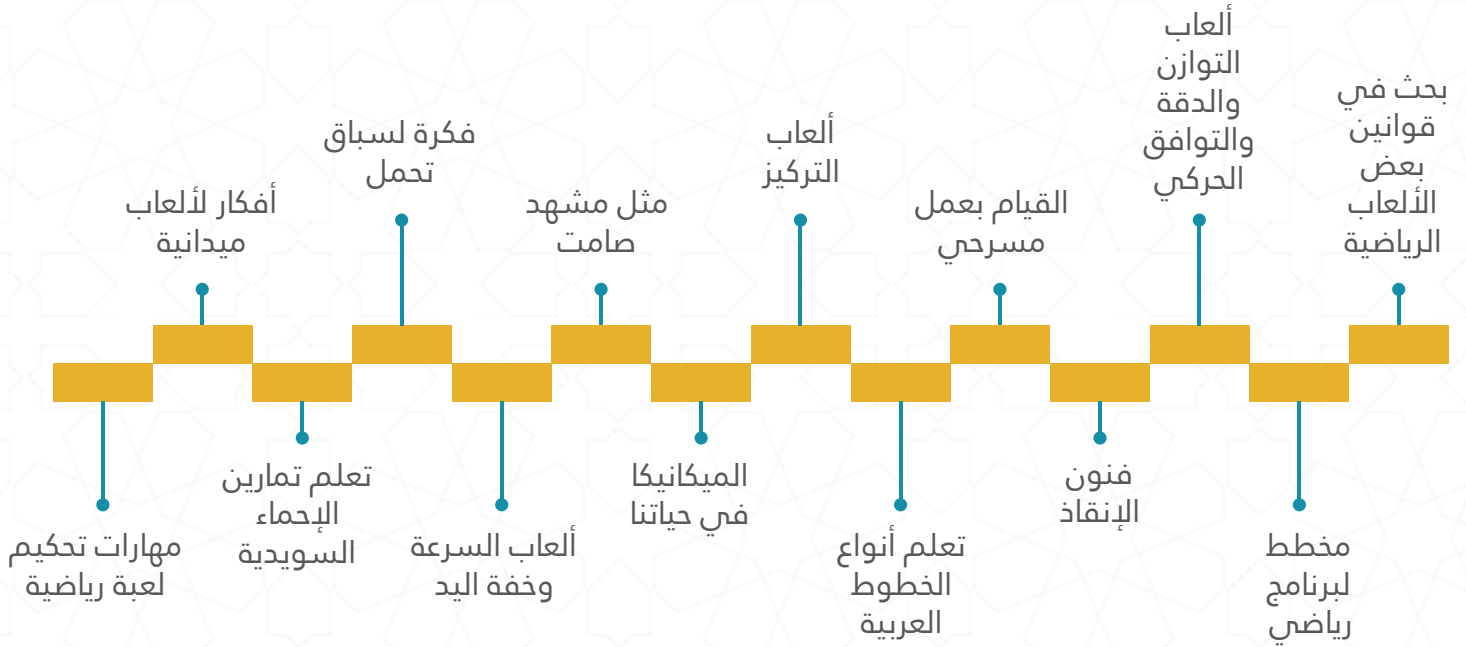 بحث في
قوانين
بعض
الألعاب
الرياضية
مخطط
لبرنامج
رياضي
ألعاب
التوازن
والدقة
والتوافق
الحركي
فنون
الإنقاذ
القيام بعمل
مسرحي
تعلم أنواع
الخطوط
العربية
ألعاب
التركيز
الميكانيكا
في حياتنا
مثل مشهد
صامت
ألعاب السرعة
وخفة اليد
فكرة لسباق
تحمل
تعلم تمارين
الإحماء
السويدية
أفكار لألعاب
ميدانية
مهارات تحكيم
لعبة رياضية